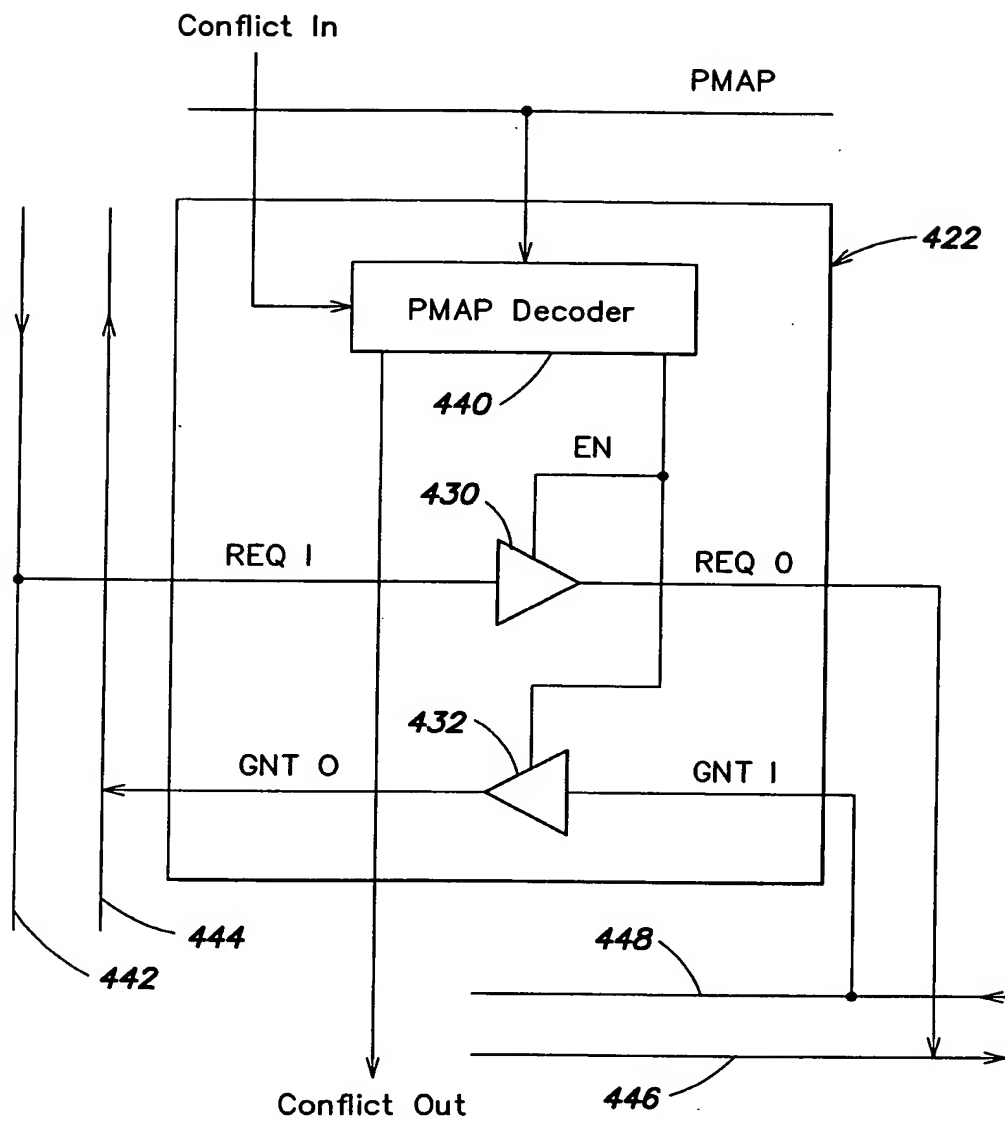 Conflict In
PMAP
422
PMAP Decoder
440
EN
430
REQ I
REQ O
432
GNT O
GNT I
444
442
448
446
Conflict Out